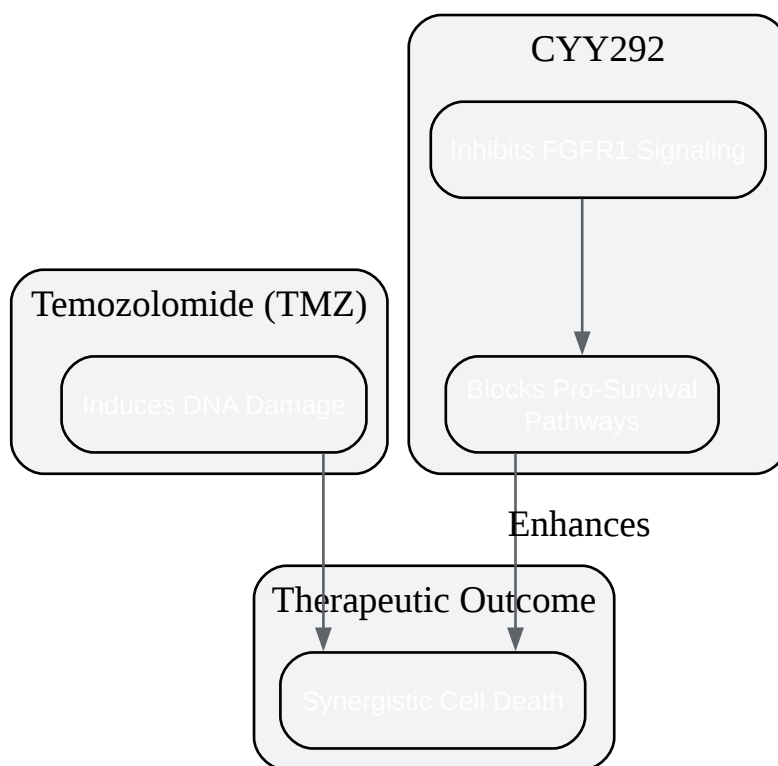 CYY292
Inhibits FGFR1 Signaling
Temozolomide (TMZ)
Induces DNA Damage
Blocks Pro-Survival
Pathways
Enhances
Therapeutic Outcome
Synergistic Cell Death